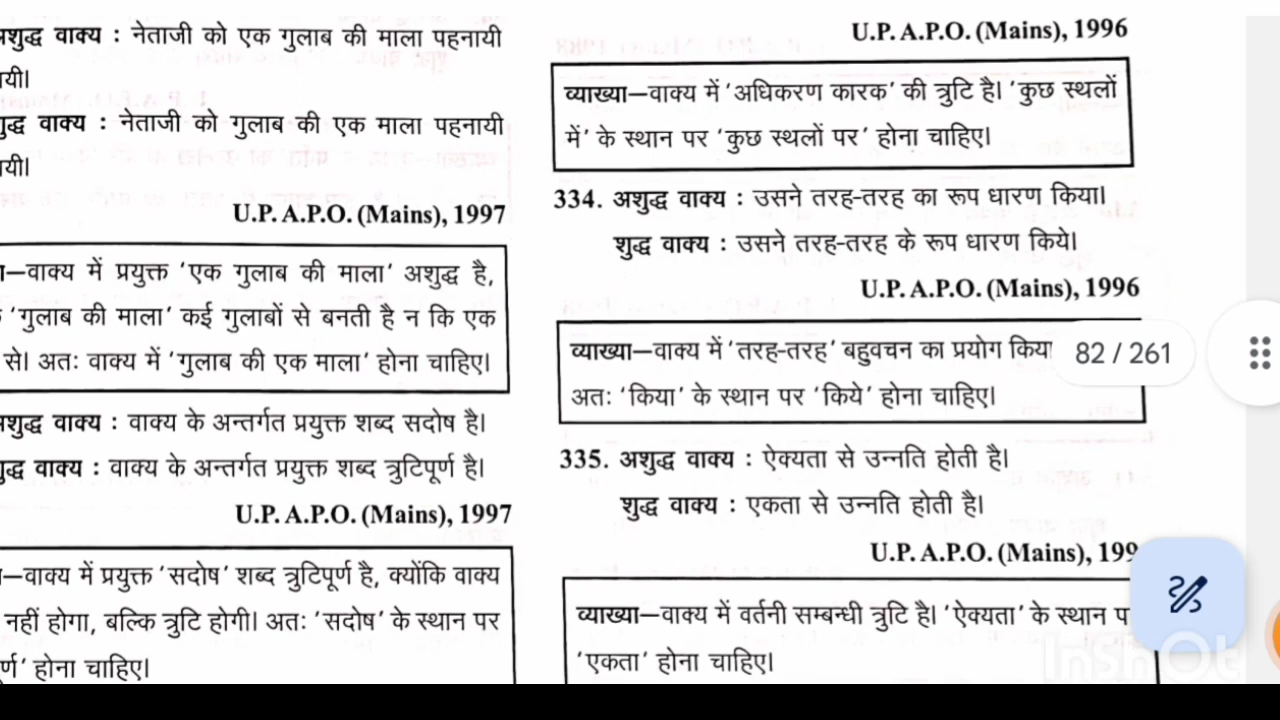 अशुद्ध वाक्य : नेताजी को एक गुलाब की माला पहनायी
यी।
शुद्ध वाक्य : नेताजी को गुलाब की एक माला पहनायी
यी।
U.P. A.P.O. (Mains), 1997
—वाक्य में प्रयुक्त 'एक गुलाब की माला' अशुद्ध है,
'गुलाब की माला' कई गुलाबों से बनती है न कि एक
से। अतः वाक्य में 'गुलाब की एक माला' होना चाहिए।
अशुद्ध वाक्य : वाक्य के अन्तर्गत प्रयुक्त शब्द सदोष है।
शुद्ध वाक्य : वाक्य के अन्तर्गत प्रयुक्त शब्द त्रुटिपूर्ण है।
U.P. A.P.O. (Mains), 1997
—वाक्य में प्रयुक्त 'सदोष' शब्द त्रुटिपूर्ण है, क्योंकि वाक्य
नहीं होगा, बल्कि त्रुटि होगी। अतः 'सदोष' के स्थान पर
र्ण' होना चाहिए।
U.P. A.P.O. (Mains), 1996
व्याख्या—वाक्य में 'अधिकरण कारक' की त्रुटि है। 'कुछ स्थलों
में' के स्थान पर 'कुछ स्थलों पर' होना चाहिए।
334. अशुद्ध वाक्य : उसने तरह-तरह का रूप धारण किया।
शुद्ध वाक्य : उसने तरह-तरह के रूप धारण किये।
U.P. A.P.O. (Mains), 1996
व्याख्या—वाक्य में 'तरह-तरह' बहुवचन का प्रयोग किया
अतः 'किया' के स्थान पर 'किये' होना चाहिए।
82 / 261
335. अशुद्ध वाक्य : ऐक्यता से उन्नति होती है।
शुद्ध वाक्य : एकता से उन्नति होती है।
U.P. A.P.O. (Mains), 199
व्याख्या—वाक्य में वर्तनी सम्बन्धी त्रुटि है। 'ऐक्यता' के स्थान प
'एकता' होना चाहिए।
InShOt